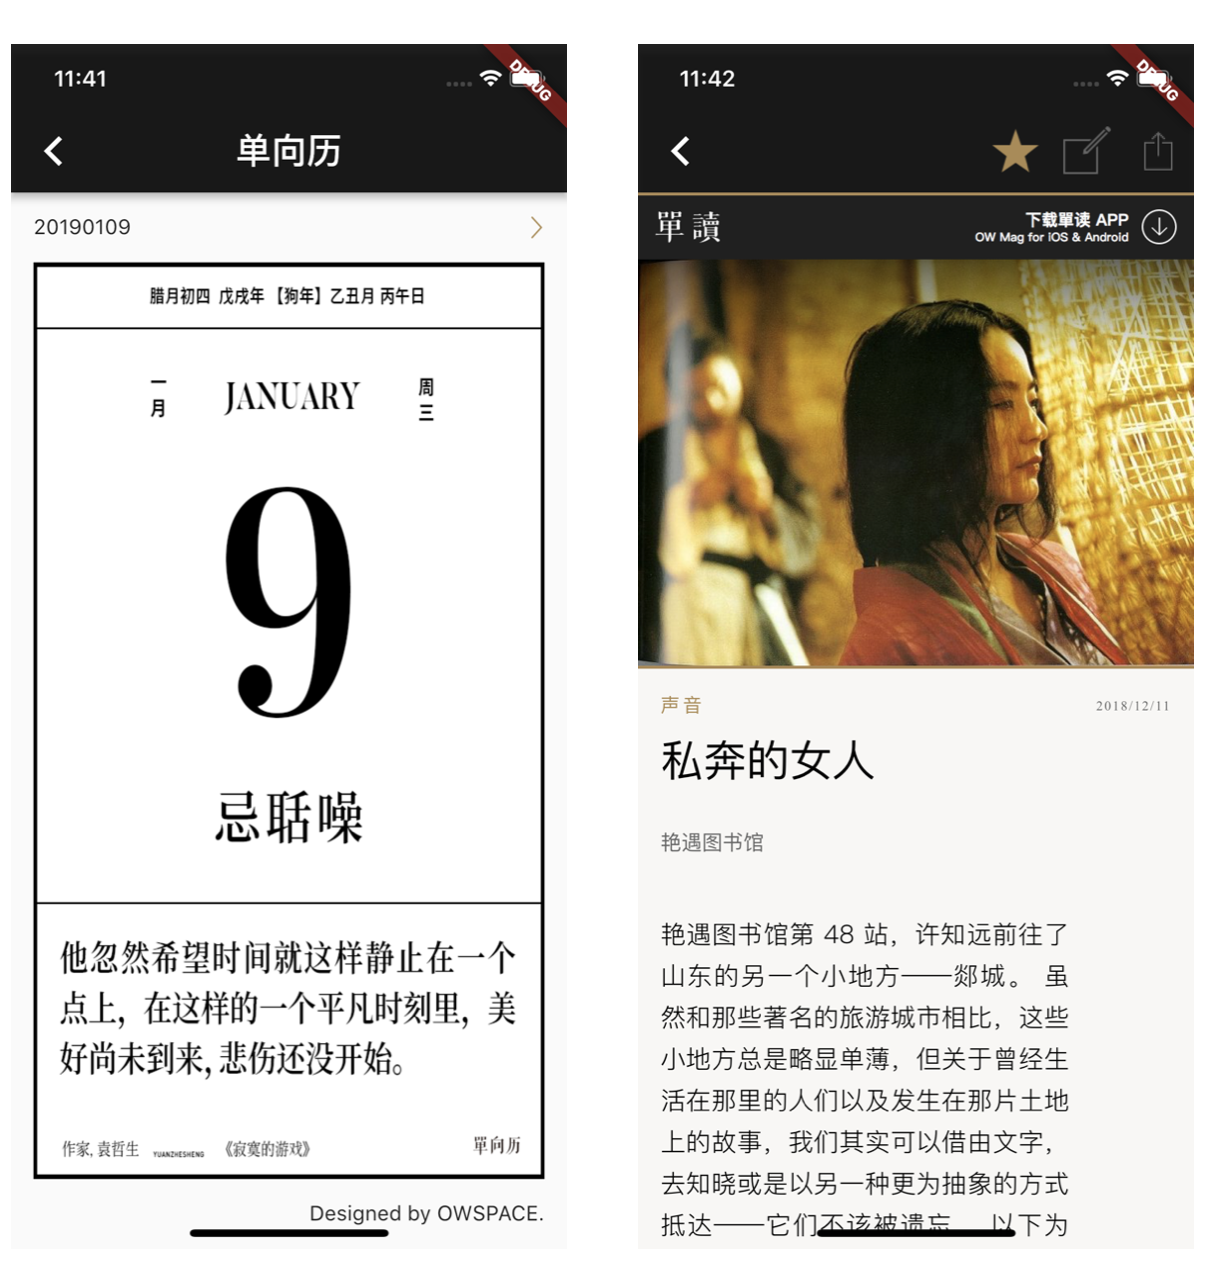 11:41
DEBUG
单向历
20190109
腊月初四 戊戌年 【狗年】乙丑月 丙午日
一月
JANUARY
周三
9
忌聒噪
他忽然希望时间就这样静止在一个
点上，在这样的一个平凡时刻里，美
好尚未到来,悲伤还没开始。
作家,袁哲生 YUANZHESHENG 《寂寞的游戏》
單向历
Designed by OWSPACE.
11:42
DEBUG
單讀
下载單读 APP
OW Mag for iOS & Android
声音
2018/12/11
私奔的女人
艳遇图书馆
艳遇图书馆第 48 站，许知远前往了
山东的另一个小地方——郯城。 虽
然和那些著名的旅游城市相比，这些
小地方总是略显单薄，但关于曾经生
活在那里的人们以及发生在那片土地
上的故事，我们其实可以借由文字，
去知晓或是以另一种更为抽象的方式
抵达——它们不该被遗忘。 以下为